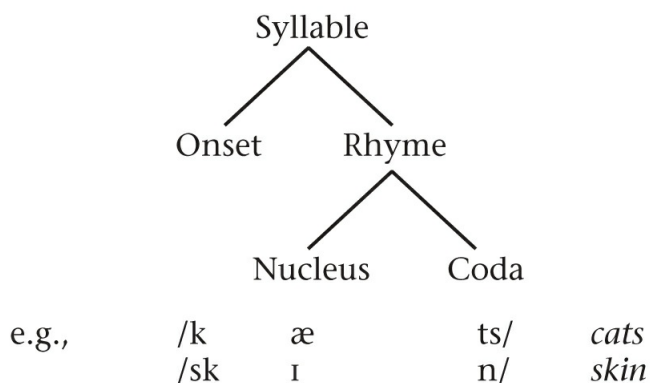 Syllable
Onset Rhyme
Nucleus Coda
e.g., /k æ ts/ cats
/sk ɪ n/ skin